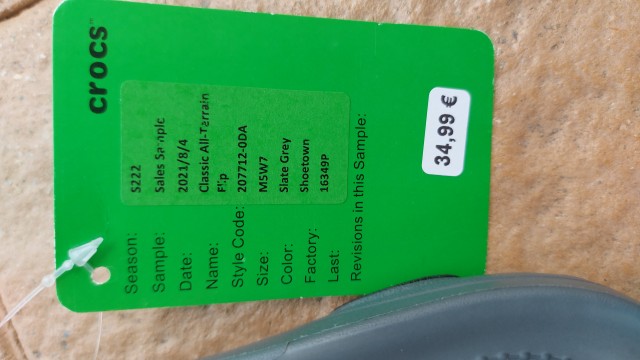 crocs™
Season: S222
Sample: Sales Sample
Date: 2021/8/4
Name: Classic All-Terrain
Flip
Style Code: 207712-0DA
Size: M5W7
Color: Slate Grey
Factory: Shoetown
Last: 16349P
Revisions in this Sample:
34,99 €